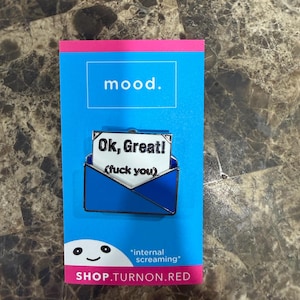 mood.
Ok, Great!
(fuck you)
*internal
screaming*
SHOP.TURNON.RED